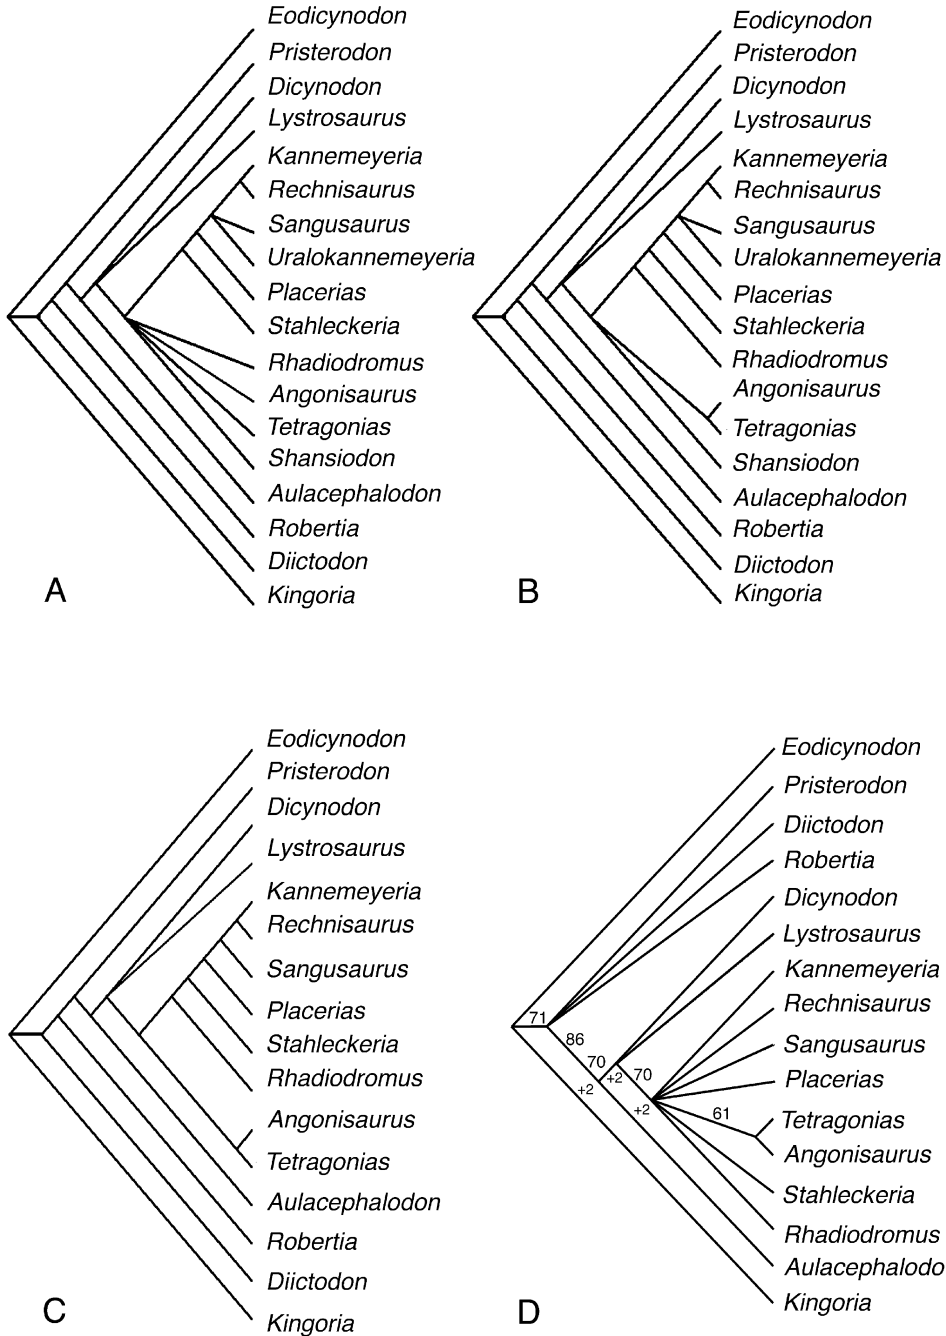 Eodicynodon
Pristerodon
Dicynodon
Lystrosaurus
Kannemeyeria
Rechnisaurus
Sangusaurus
Uralokannemeyeria
Placerias
Stahleckeria
Rhadiodromus
Angonisaurus
Tetragonias
Shansiodon
Aulacephalodon
Robertia
Diictodon
Kingoria
A
Eodicynodon
Pristerodon
Dicynodon
Lystrosaurus
Kannemeyeria
Rechnisaurus
Sangusaurus
Uralokannemeyeria
Placerias
Stahleckeria
Rhadiodromus
Angonisaurus
Tetragonias
Shansiodon
Aulacephalodon
Robertia
Diictodon
Kingoria
B
Eodicynodon
Pristerodon
Dicynodon
Lystrosaurus
Kannemeyeria
Rechnisaurus
Sangusaurus
Placerias
Stahleckeria
Rhadiodromus
Angonisaurus
Tetragonias
Aulacephalodon
Robertia
Diictodon
Kingoria
C
Eodicynodon
Pristerodon
Diictodon
Robertia
Dicynodon
Lystrosaurus
Kannemeyeria
Rechnisaurus
Sangusaurus
Placerias
Tetragonias
Angonisaurus
Stahleckeria
Rhadiodromus
Aulacephalodo
Kingoria
71
86
70
+2
+2
70
+2
61
D